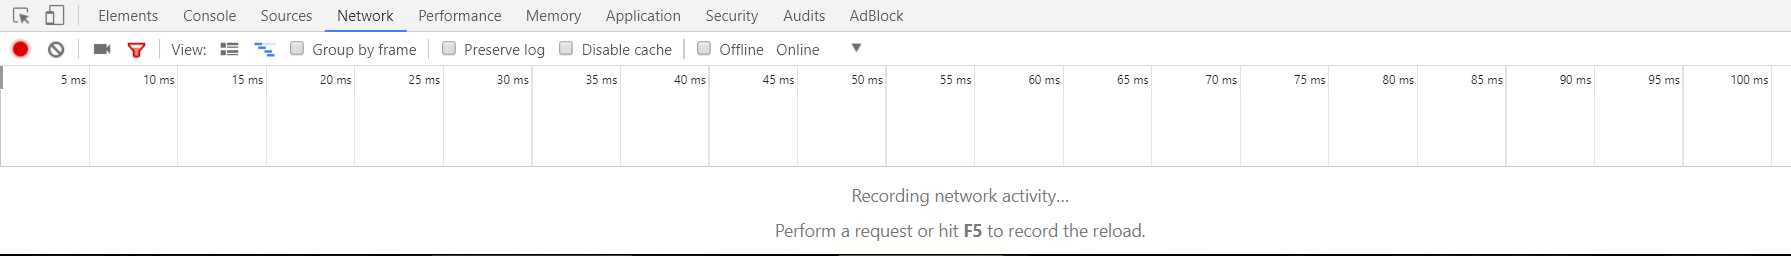 Elements Console Sources Network Performance Memory Application Security Audits AdBlock
View: Group by frame Preserve log Disable cache Offline Online
5 ms 10 ms 15 ms 20 ms 25 ms 30 ms 35 ms 40 ms 45 ms 50 ms 55 ms 60 ms 65 ms 70 ms 75 ms 80 ms 85 ms 90 ms 95 ms 100 ms
Recording network activity...
Perform a request or hit F5 to record the reload.